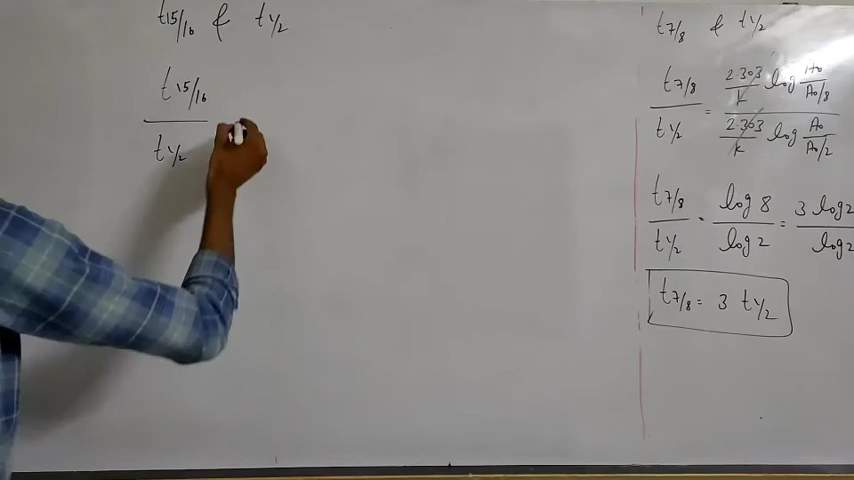 t15/16 & t1/2
t15/16
t1/2
t7/8 & t1/2
t7/8 / t1/2 = 2.303/K log A0/A0/8 / 2.303/K log A0/A0/2
t7/8 / t1/2 = log 8 / log 2 = 3 log 2 / log 2
t7/8 = 3 t1/2